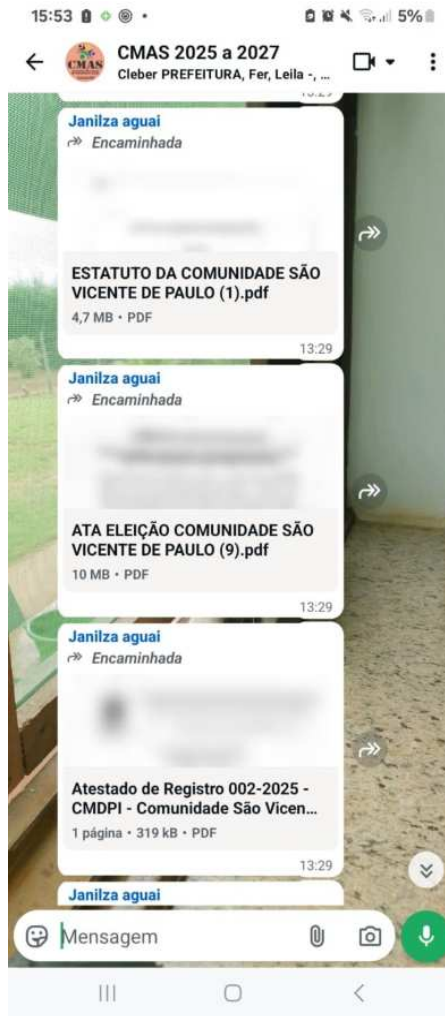 15:53
5%
CMAS
CMAS 2025 a 2027
Cleber PREFEITURA, Fer, Leila -, ...
Janilza aguai
Encaminhada
ESTATUTO DA COMUNIDADE SÃO
VICENTE DE PAULO (1).pdf
4,7 MB • PDF
13:29
Janilza aguai
Encaminhada
ATA ELEIÇÃO COMUNIDADE SÃO
VICENTE DE PAULO (9).pdf
10 MB • PDF
13:29
Janilza aguai
Encaminhada
Atestado de Registro 002-2025 -
CMDPI - Comunidade São Vicen...
1 página • 319 kB • PDF
13:29
Janilza aguai
Mensagem